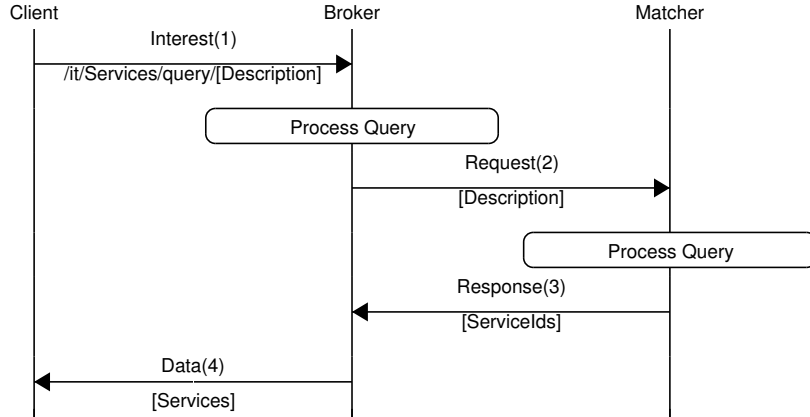 Client Broker Matcher
Interest(1)
/it/Services/query/[Description]
Process Query
Request(2)
[Description]
Process Query
Response(3)
[ServiceIds]
Data(4)
[Services]